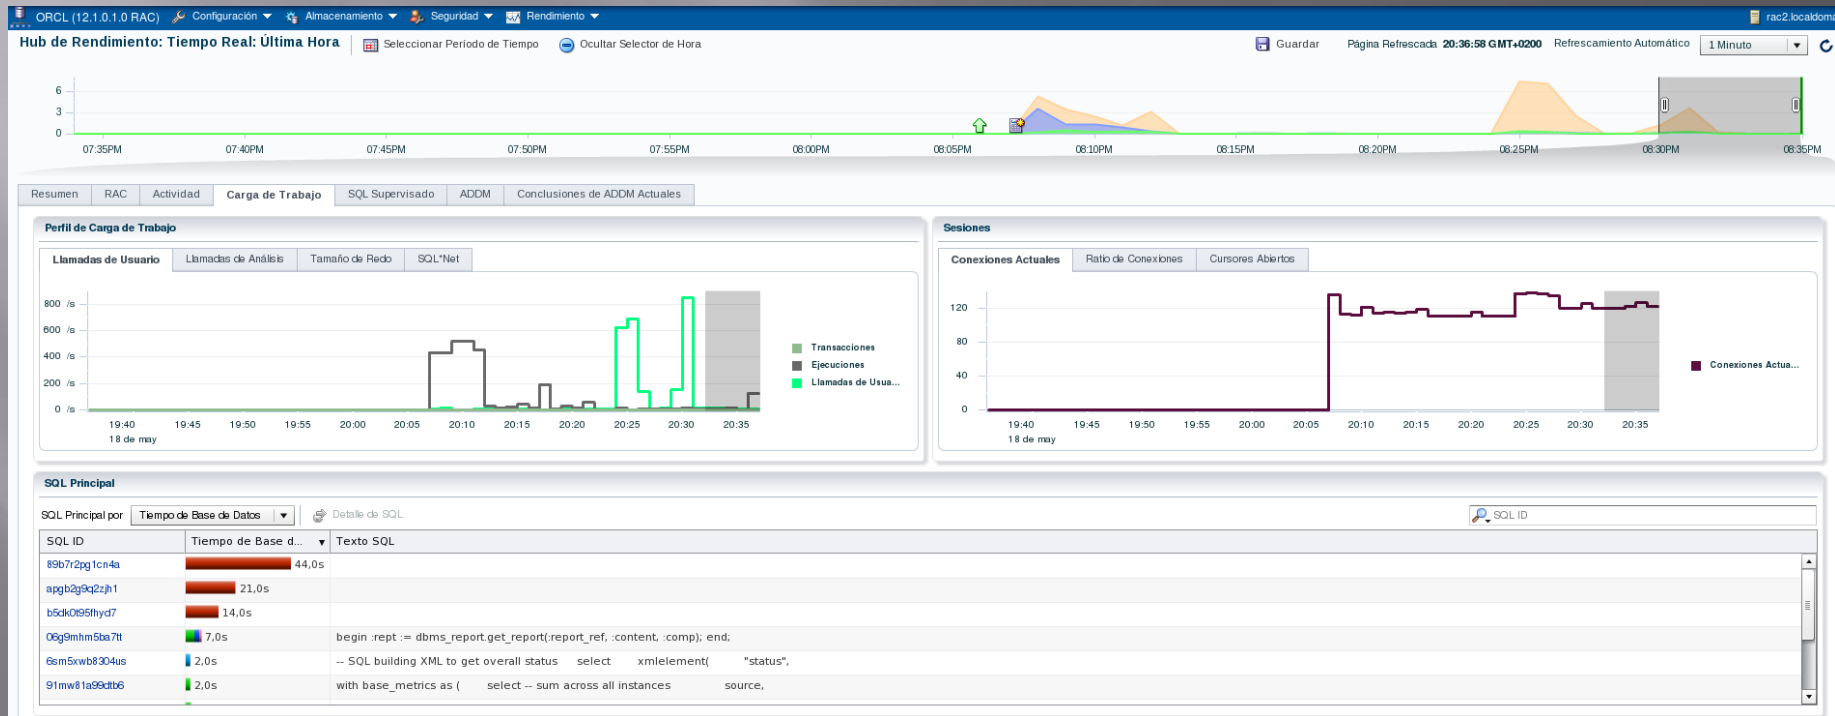 ORCL (12.1.0.1.0 RAC) Configuración Almacenamiento Seguridad Rendimiento rac2.localdoma
Hub de Rendimiento: Tiempo Real: Última Hora Seleccionar Período de Tiempo Ocultar Selector de Hora Guardar Página Refrescada 20:36:58 GMT+0200 Refrescamiento Automático 1 Minuto
6
3
0
07:35PM 07:40PM 07:45PM 07:50PM 07:55PM 08:00PM 08:05PM 08:10PM 08:15PM 08:20PM 08:25PM 08:30PM 08:35PM
Resumen RAC Actividad Carga de Trabajo SQL Supervisado ADDM Conclusiones de ADDM Actuales
Perfil de Carga de Trabajo
Llamadas de Usuario Llamadas de Análisis Tamaño de Redo SQL*Net
800 /s
600 /s
400 /s
200 /s
0 /s
19:40 19:45 19:50 19:55 20:00 20:05 20:10 20:15 20:20 20:25 20:30 20:35
18 de may
Transacciones
Ejecuciones
Llamadas de Usua...
Sesiones
Conexiones Actuales Ratio de Conexiones Cursores Abiertos
120
80
40
0
19:40 19:45 19:50 19:55 20:00 20:05 20:10 20:15 20:20 20:25 20:30 20:35
18 de may
Conexiones Actua...
SQL Principal
SQL Principal por Tiempo de Base de Datos Detalle de SQL SQL ID
SQL ID Tiempo de Base d... Texto SQL
89b7r2pg1cn4a 44,0s
apgb2g9q2zjh1 21,0s
b5dk0t95fhyd7 14,0s
06g9mhm5ba7tt 7,0s begin :rept := dbms_report.get_report(:report_ref, :content, :comp); end;
6sm5xwb8304us 2,0s -- SQL building XML to get overall status select xmlelement( "status",
91mw81a99dtb6 2,0s with base_metrics as ( select -- sum across all instances source,